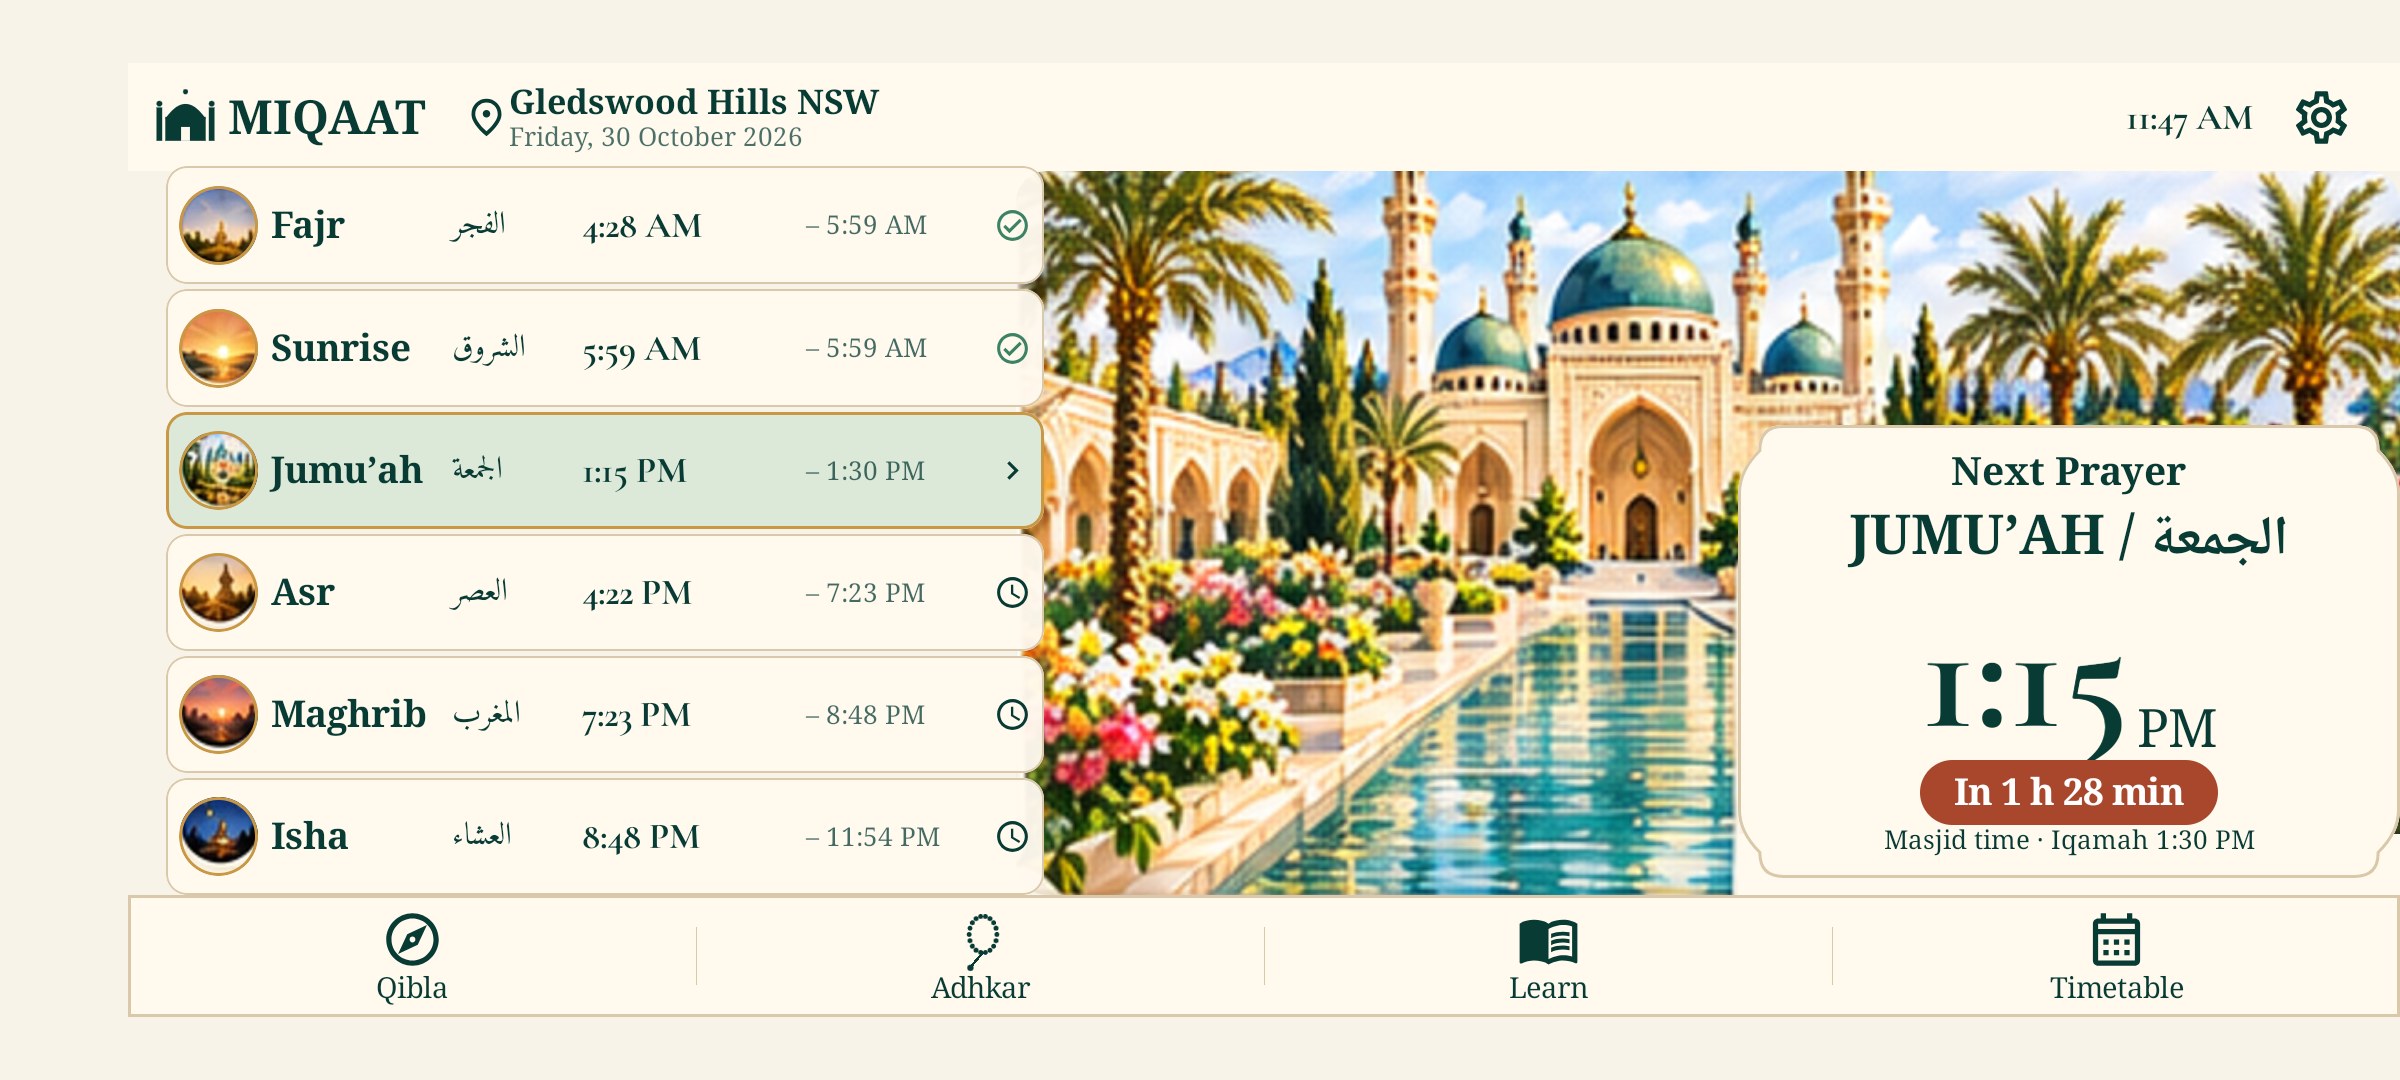 MIQAAT
Gledswood Hills NSW
Friday, 30 October 2026
11:47 AM
Fajr الفجر 4:28 AM – 5:59 AM
Sunrise الشروق 5:59 AM – 5:59 AM
Jumu’ah الجمعة 1:15 PM – 1:30 PM
Asr العصر 4:22 PM – 7:23 PM
Maghrib المغرب 7:23 PM – 8:48 PM
Isha العشاء 8:48 PM – 11:54 PM
Next Prayer
JUMU’AH / الجمعة
1:15 PM
In 1 h 28 min
Masjid time · Iqamah 1:30 PM
Qibla
Adhkar
Learn
Timetable